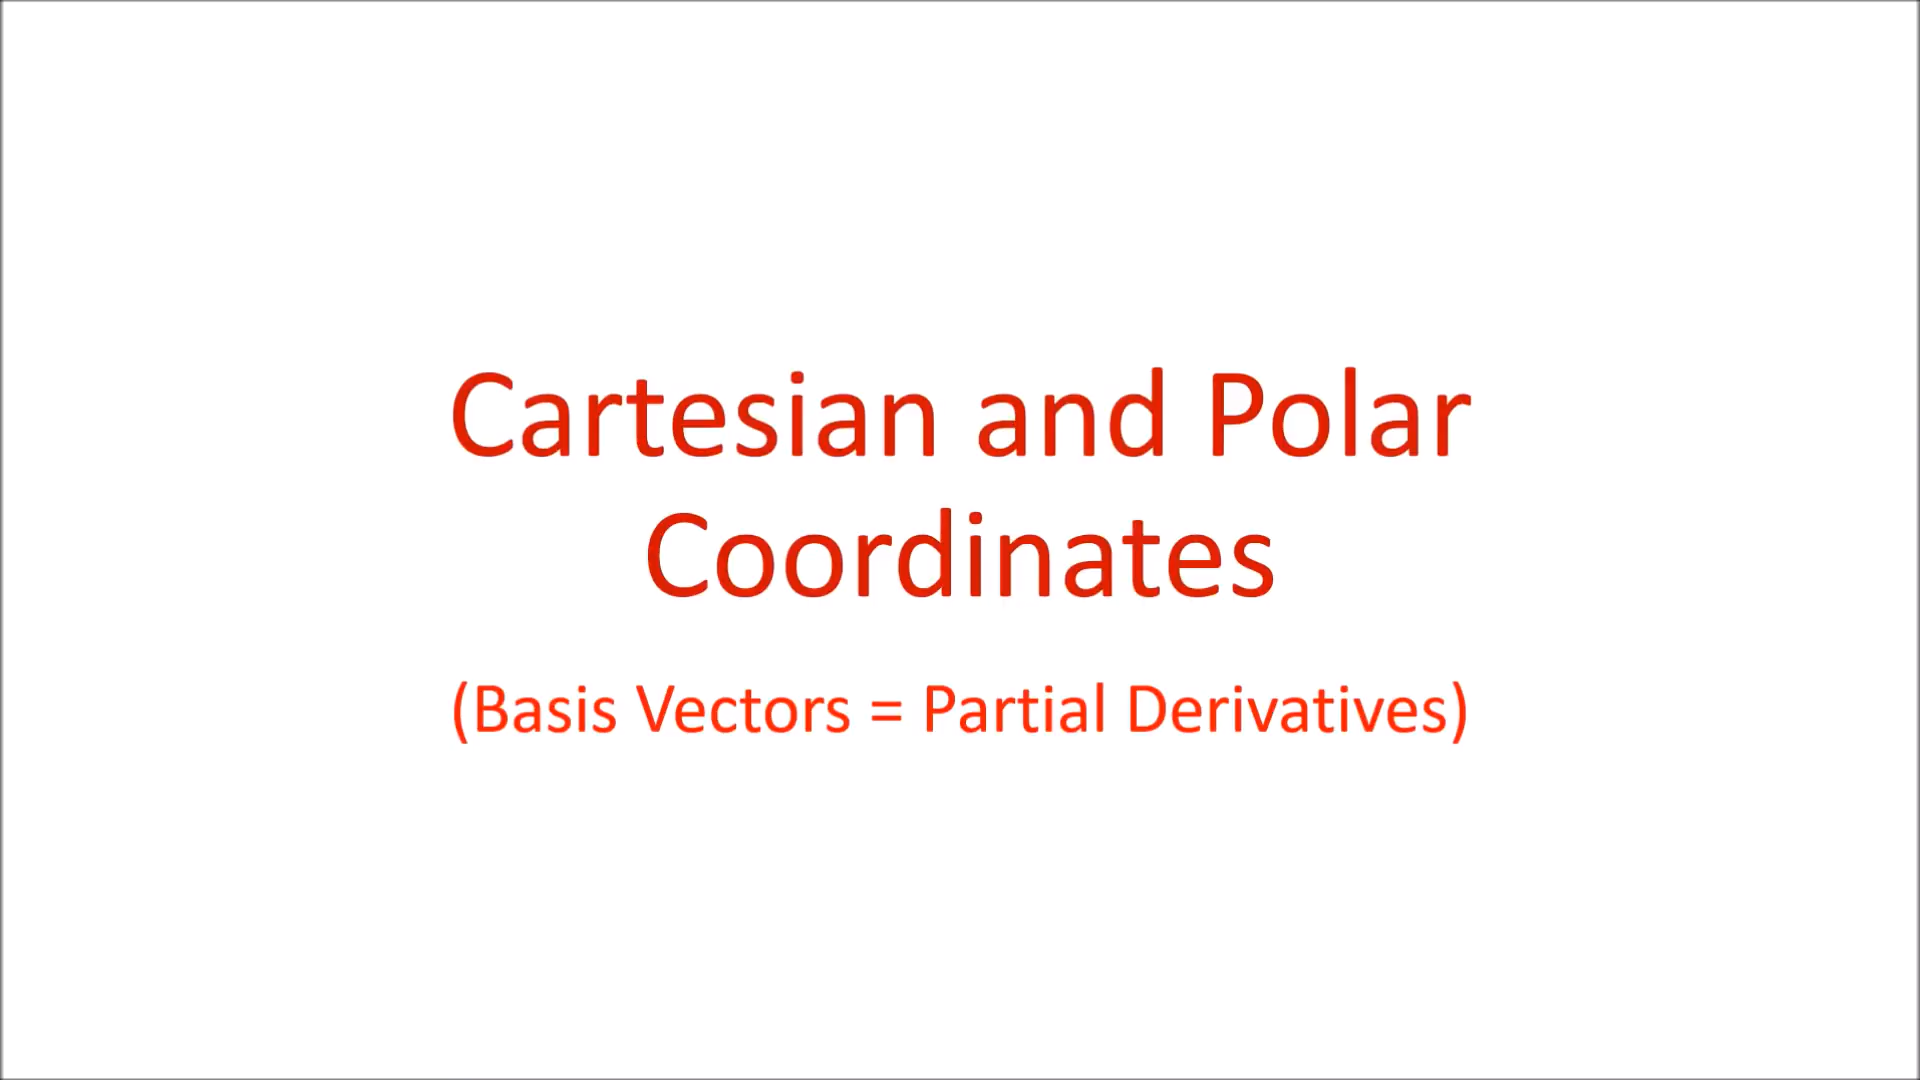 Cartesian and Polar
Coordinates
(Basis Vectors = Partial Derivatives)